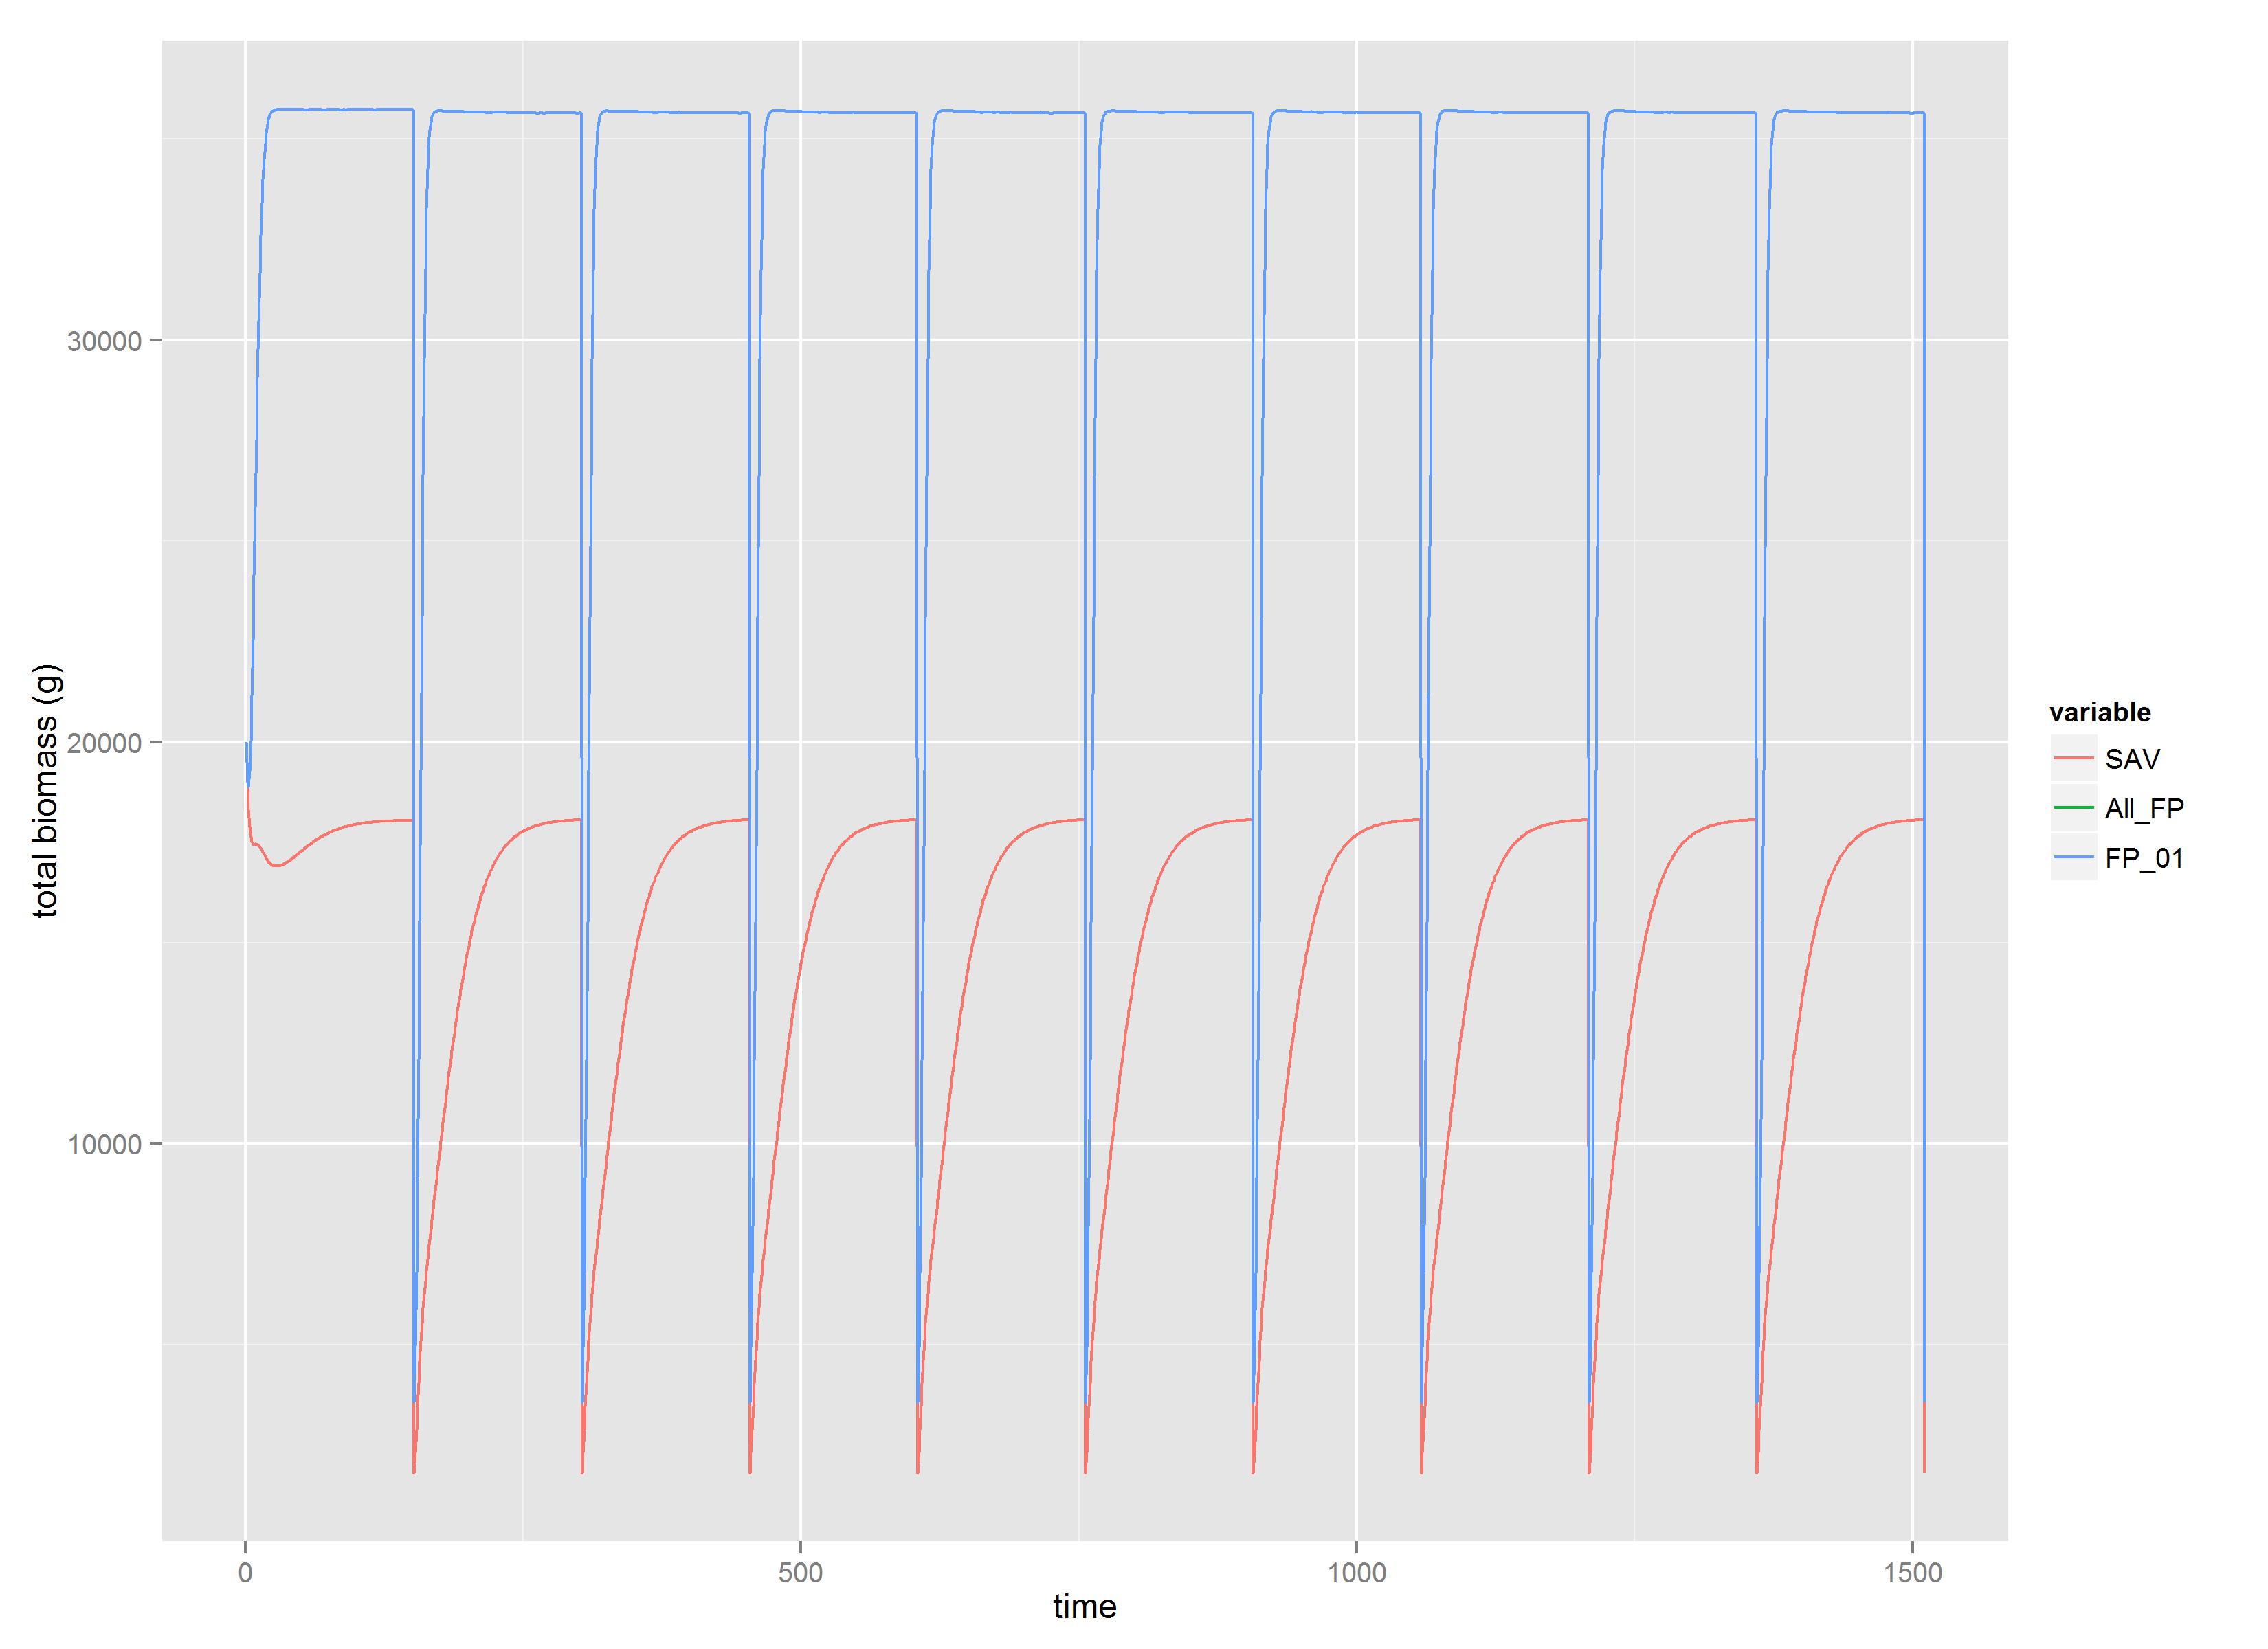 total biomass (g)
30000
20000
10000
0
500
1000
1500
time
variable
SAV
All_FP
FP_01